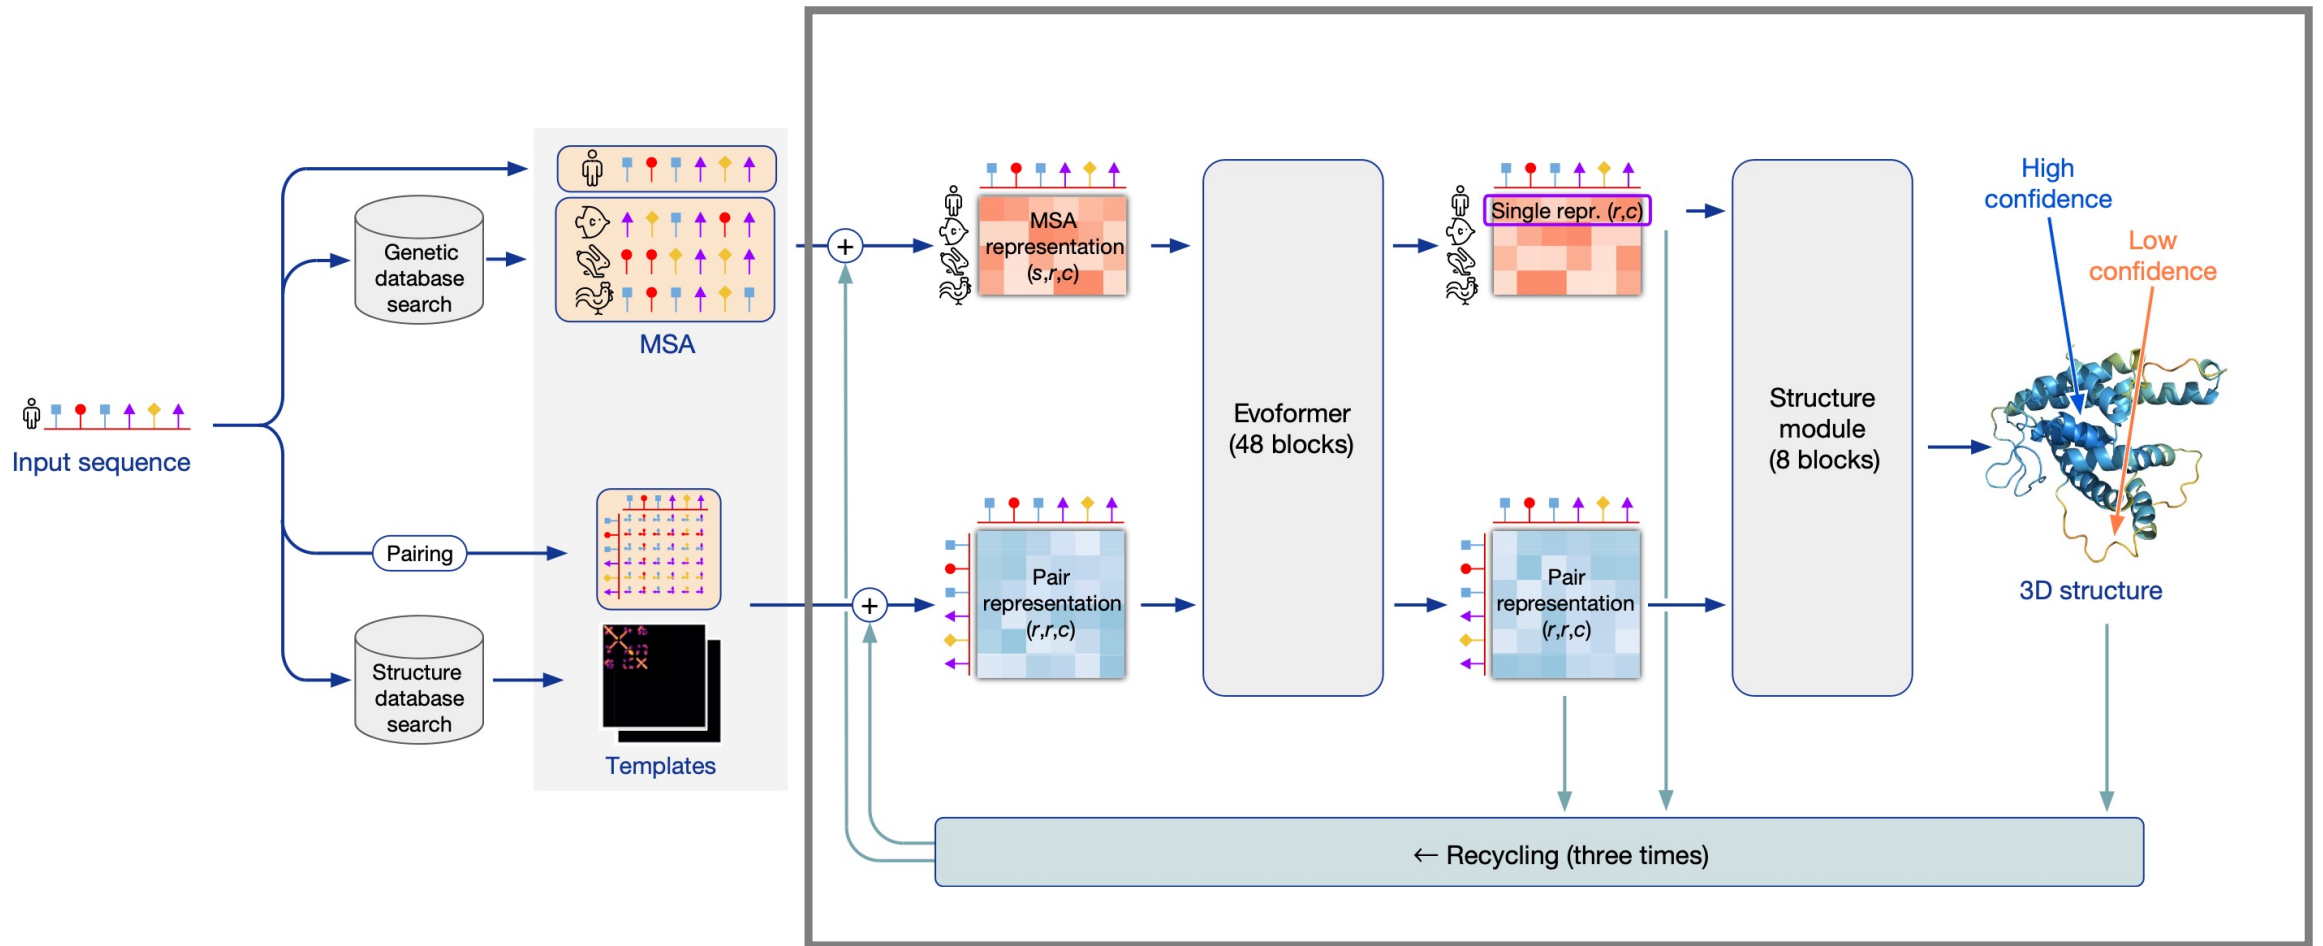 Input sequence
Genetic
database
search
MSA
Pairing
Structure
database
search
Templates
+
+
MSA
representation
(s,r,c)
Pair
representation
(r,r,c)
Evoformer
(48 blocks)
Single repr. (r,c)
Pair
representation
(r,r,c)
Structure
module
(8 blocks)
High
confidence
Low
confidence
3D structure
← Recycling (three times)